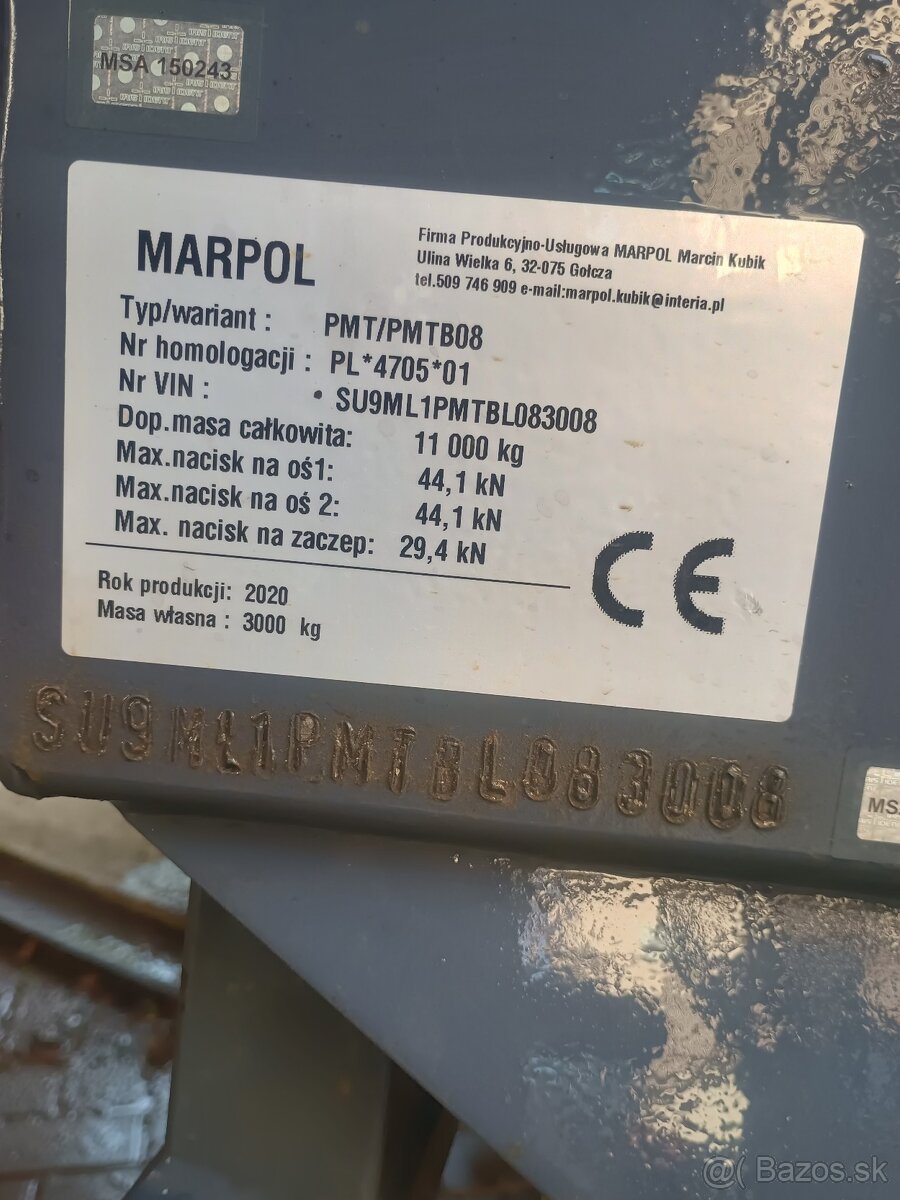 MSA 150243
MARPOL
Firma Produkcyjno-Usługowa MARPOL Marcin Kubik
Ulina Wielka 6, 32-075 Gołcza
tel.509 746 909 e-mail:marpol.kubik@interia.pl
Typ/wariant : PMT/PMTB08
Nr homologacji : PL*4705*01
Nr VIN : SU9ML1PMTBL083008
Dop.masa całkowita: 11 000 kg
Max.nacisk na oś1: 44,1 kN
Max.nacisk na oś 2: 44,1 kN
Max. nacisk na zaczep: 29,4 kN
CE
Rok produkcji: 2020
Masa własna : 3000 kg
SU9ML1PMTBL083008
MS
@( Bazos.sk